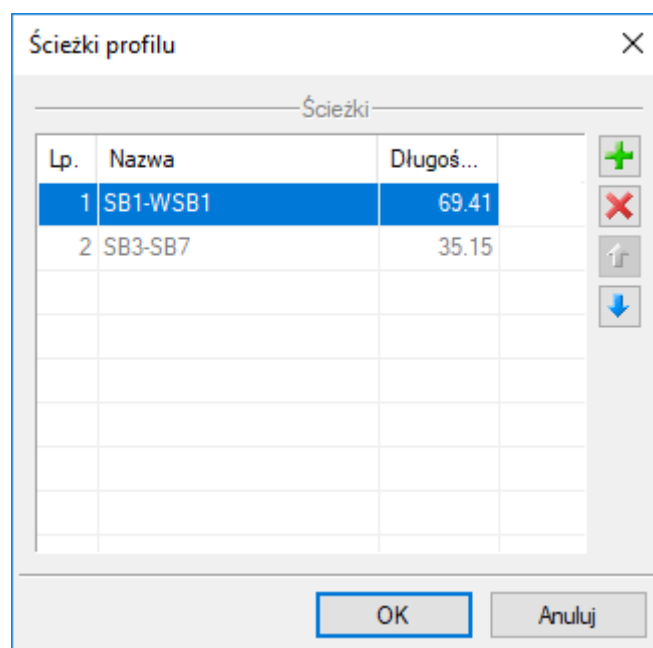 Ścieżki profilu
Ścieżki
Lp. Nazwa Długoś...
1 SB1-WSB1 69.41
2 SB3-SB7 35.15
OK Anuluj